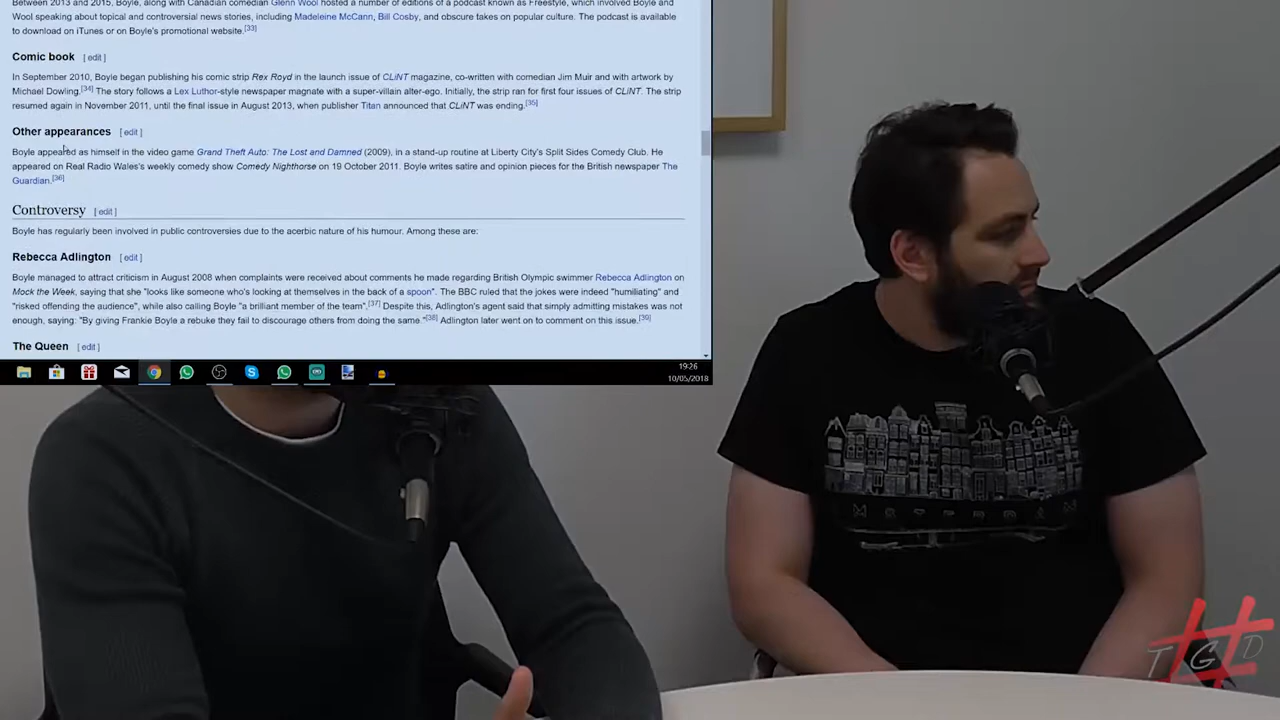 Between 2013 and 2015, Boyle, along with Canadian comedian Glenn Wool hosted a number of editions of a podcast known as Freestyle, which involved Boyle and
Wool speaking about topical and controversial news stories, including Madeleine McCann, Bill Cosby, and obscure takes on popular culture. The podcast is available
to download on iTunes or on Boyle's promotional website.[33]
Comic book [ edit ]
In September 2010, Boyle began publishing his comic strip Rex Royd in the launch issue of CLiNT magazine, co-written with comedian Jim Muir and with artwork by
Michael Dowling.[34] The story follows a Lex Luthor-style newspaper magnate with a super-villain alter-ego. Initially, the strip ran for first four issues of CLiNT. The strip
resumed again in November 2011, until the final issue in August 2013, when publisher Titan announced that CLiNT was ending.[35]
Other appearances [ edit ]
Boyle appeared as himself in the video game Grand Theft Auto: The Lost and Damned (2009), in a stand-up routine at Liberty City's Split Sides Comedy Club. He
appeared on Real Radio Wales's weekly comedy show Comedy Nighthorse on 19 October 2011. Boyle writes satire and opinion pieces for the British newspaper The
Guardian.[36]
Controversy [ edit ]
Boyle has regularly been involved in public controversies due to the acerbic nature of his humour. Among these are:
Rebecca Adlington [ edit ]
Boyle managed to attract criticism in August 2008 when complaints were received about comments he made regarding British Olympic swimmer Rebecca Adlington on
Mock the Week, saying that she "looks like someone who's looking at themselves in the back of a spoon". The BBC ruled that the jokes were indeed "humiliating" and
"risked offending the audience", while also calling Boyle "a brilliant member of the team".[37] Despite this, Adlington's agent said that simply admitting mistakes was not
enough, saying: "By giving Frankie Boyle a rebuke they fail to discourage others from doing the same."[38] Adlington later went on to comment on this issue.[39]
The Queen [ edit ]
19:26
10/05/2018
TGD